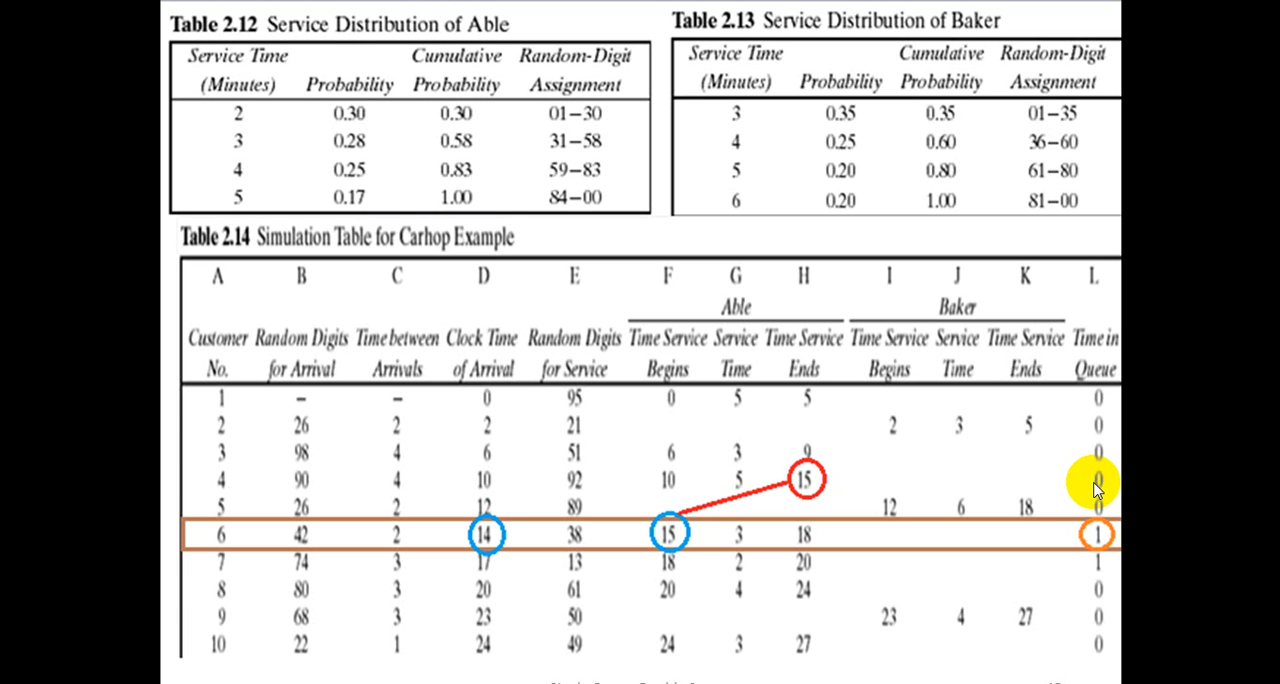 Table 2.12 Service Distribution of Able
Service Time Cumulative Random-Digit
(Minutes) Probability Probability Assignment
2 0.30 0.30 01–30
3 0.28 0.58 31–58
4 0.25 0.83 59–83
5 0.17 1.00 84–00
Table 2.13 Service Distribution of Baker
Service Time Cumulative Random-Digit
(Minutes) Probability Probability Assignment
3 0.35 0.35 01–35
4 0.25 0.60 36–60
5 0.20 0.80 61–80
6 0.20 1.00 81–00
Table 2.14 Simulation Table for Carhop Example
A B C D E F G H I J K L
Able Baker
Customer Random Digits Time between Clock Time Random Digits Time Service Service Time Service Time Service Service Time Service Time in
No. for Arrival Arrivals of Arrival for Service Begins Time Ends Begins Time Ends Queue
1 – – 0 95 0 5 5 0
2 26 2 2 21 2 3 5 0
3 98 4 6 51 6 3 9 0
4 90 4 10 92 10 5 15 0
5 26 2 12 89 12 6 18 0
6 42 2 14 38 15 3 18 1
7 74 3 17 13 18 2 20 1
8 80 3 20 61 20 4 24 0
9 68 3 23 50 23 4 27 0
10 22 1 24 49 24 3 27 0